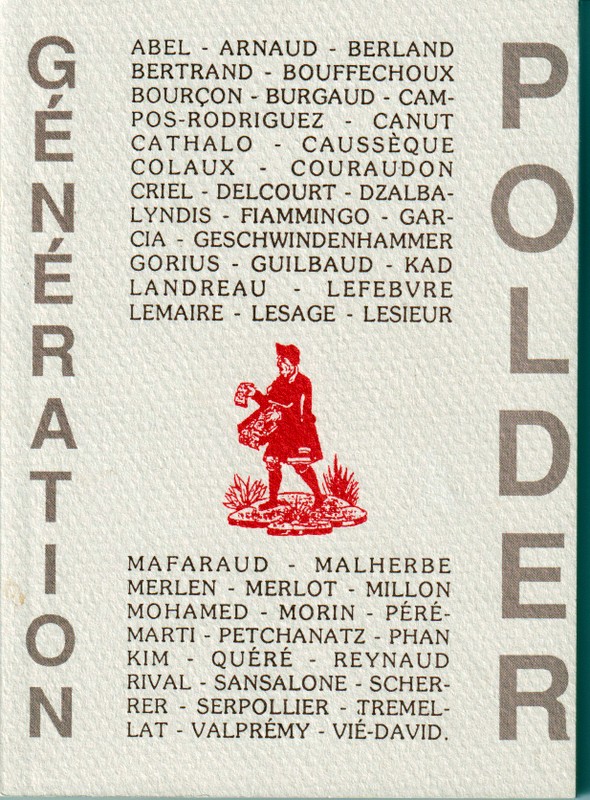 GÉNÉRATION
ABEL - ARNAUD - BERLAND
BERTRAND - BOUFFECHOUX
BOURÇON - BURGAUD - CAM-
POS-RODRIGUEZ - CANUT
CATHALO - CAUSSÈQUE
COLAUX - COURAUDON
CRIEL - DELCOURT - DZALBA-
LYNDIS - FIAMMINGO - GAR-
CIA - GESCHWINDENHAMMER
GORIUS - GUILBAUD - KAD
LANDREAU - LEFEBVRE
LEMAIRE - LESAGE - LESIEUR
MAFARAUD - MALHERBE
MERLEN - MERLOT - MILLON
MOHAMED - MORIN - PÉRÉ-
MARTI - PETCHANATZ - PHAN
KIM - QUÉRÉ - REYNAUD
RIVAL - SANSALONE - SCHER-
RER - SERPOLLIER - TREMEL-
LAT - VALPRÉMY - VIÉ-DAVID.
POLDER